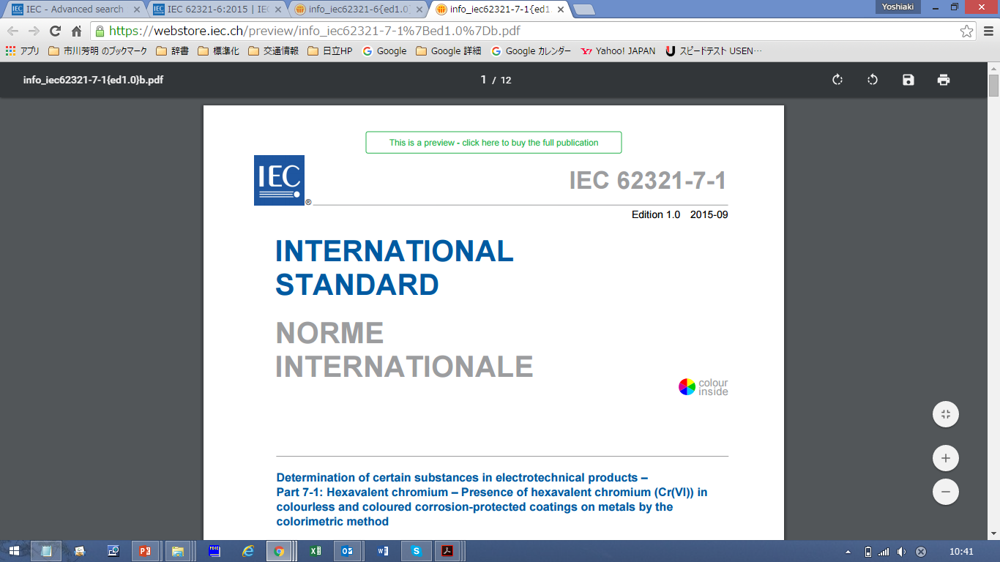 IEC - Advanced search
IEC 62321-6:2015 | IEC
info_iec62321-6{ed1.0}
info_iec62321-7-1{ed1
Yoshiaki
https://webstore.iec.ch/preview/info_iec62321-7-1%7Bed1.0%7Db.pdf
アプリ 市川芳明 のブックマーク 辞書 標準化 交通情報 日立HP Google Google 詳細 Google カレンダー Yahoo! JAPAN スピードテスト USEN…
info_iec62321-7-1{ed1.0}b.pdf
1 / 12
This is a preview - click here to buy the full publication
IEC
®
IEC 62321-7-1
Edition 1.0 2015-09
INTERNATIONAL
STANDARD
NORME
INTERNATIONALE
colour
inside
Determination of certain substances in electrotechnical products –
Part 7-1: Hexavalent chromium – Presence of hexavalent chromium (Cr(VI)) in
colourless and coloured corrosion-protected coatings on metals by the
colorimetric method
10:41